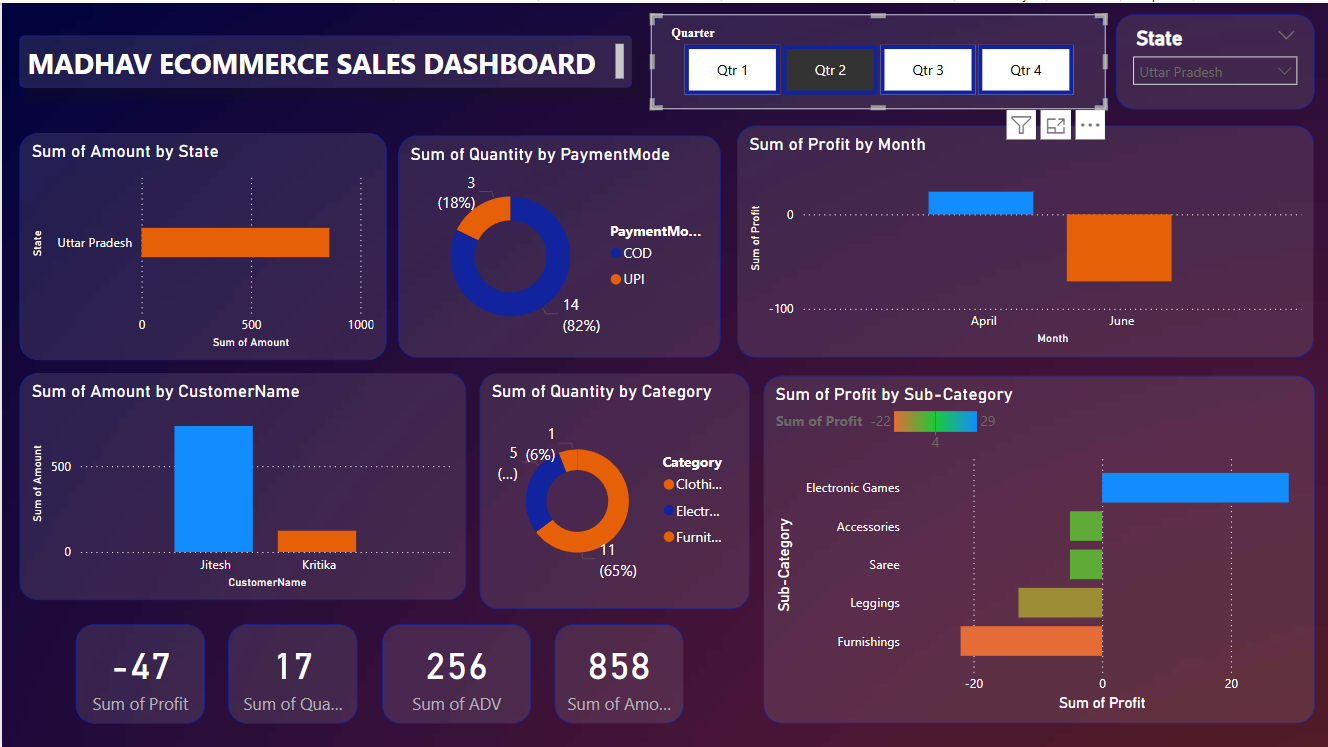 MADHAV ECOMMERCE SALES DASHBOARD
Quarter
Qtr 1
Qtr 2
Qtr 3
Qtr 4
State
Uttar Pradesh
Sum of Amount by State
State
Uttar Pradesh
0
500
1000
Sum of Amount
Sum of Quantity by PaymentMode
3
(18%)
14
(82%)
PaymentMo...
COD
UPI
Sum of Profit by Month
Sum of Profit
0
-100
April
June
Month
Sum of Amount by CustomerName
Sum of Amount
500
0
Jitesh
Kritika
CustomerName
Sum of Quantity by Category
1
(6%)
5
(...)
11
(65%)
Category
Clothi...
Electr...
Furnit...
Sum of Profit by Sub-Category
Sum of Profit
-22
29
4
Sub-Category
Electronic Games
Accessories
Saree
Leggings
Furnishings
-20
0
20
Sum of Profit
-47
Sum of Profit
17
Sum of Qua...
256
Sum of ADV
858
Sum of Amo...